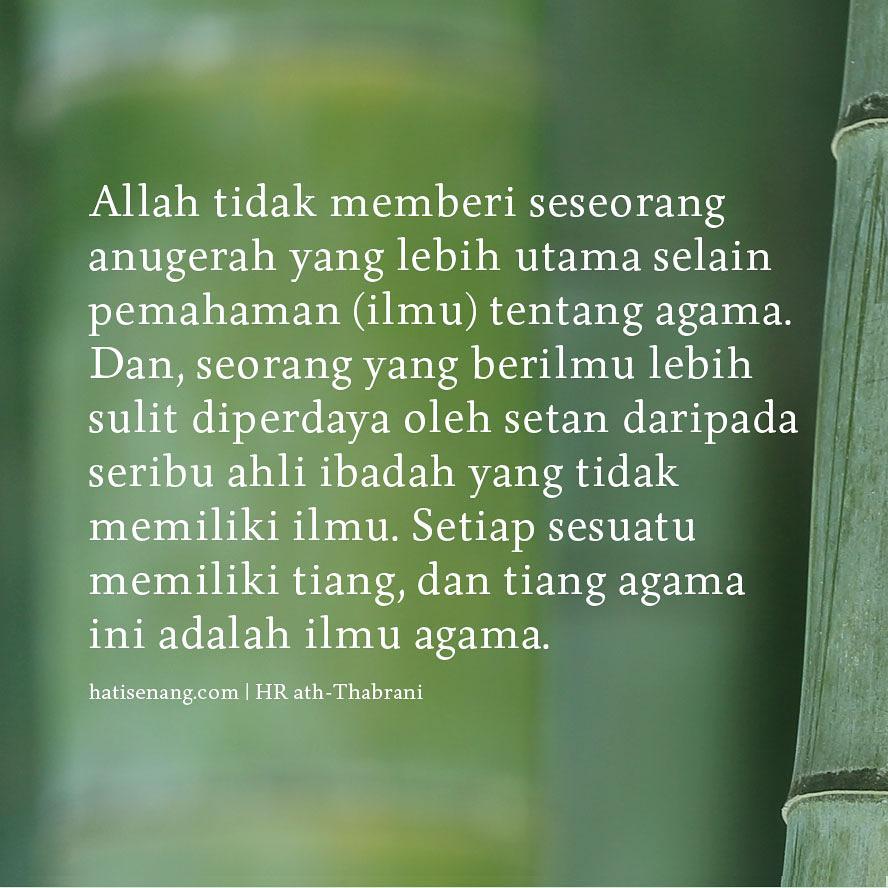 Allah tidak memberi seseorang
anugerah yang lebih utama selain
pemahaman (ilmu) tentang agama.
Dan, seorang yang berilmu lebih
sulit diperdaya oleh setan daripada
seribu ahli ibadah yang tidak
memiliki ilmu. Setiap sesuatu
memiliki tiang, dan tiang agama
ini adalah ilmu agama.
hatisenang.com | HR ath-Thabrani